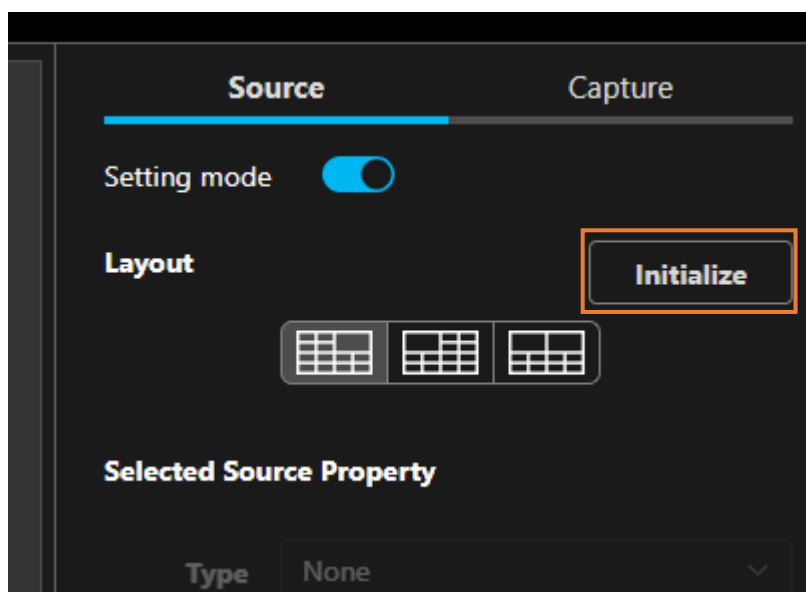 Source Capture
Setting mode
Layout
Initialize
Selected Source Property
Type None